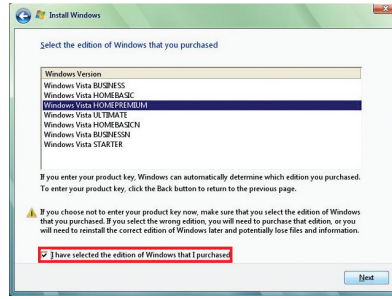 Install Windows
Select the edition of Windows that you purchased
Windows Version
Windows Vista BUSINESS
Windows Vista HOMEBASIC
Windows Vista HOMEPREMIUM
Windows Vista ULTIMATE
Windows Vista HOMEBASICN
Windows Vista BUSINESSN
Windows Vista STARTER
If you enter your product key, Windows can automatically determine which edition you purchased.
To enter your product key, click the Back button to return to the previous page.
If you choose not to enter your product key now, make sure that you select the edition of Windows
that you purchased. If you select the wrong edition, you will need to purchase that edition, or you
will need to reinstall the correct edition of Windows later and potentially lose files and information.
I have selected the edition of Windows that I purchased
Next